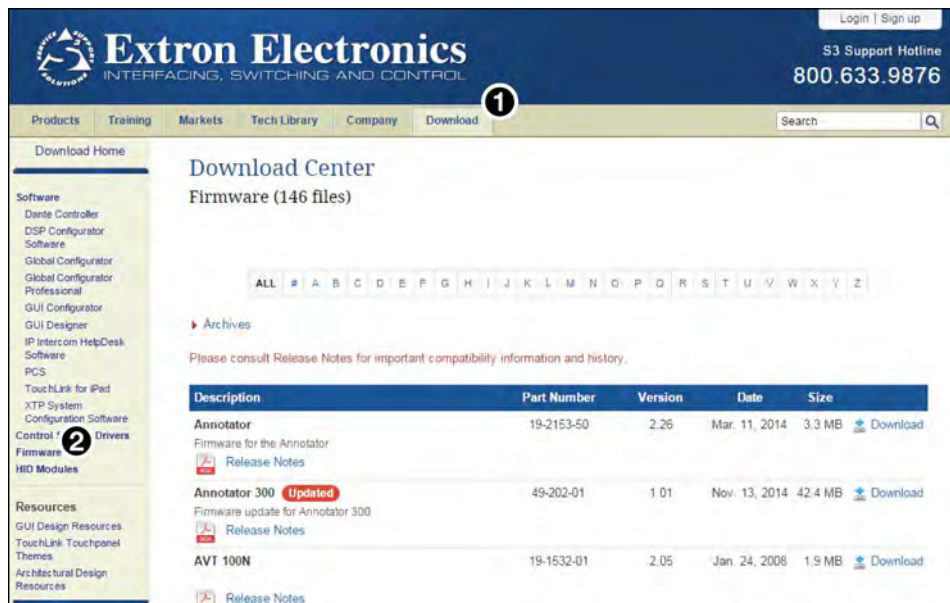 Login | Sign up
SERVICE SUPPORT SOLUTIONS
Extron Electronics
INTERFACING, SWITCHING AND CONTROL
S3 Support Hotline
800.633.9876
1
Products Training Markets Tech Library Company Download
Search
Download Home
Download Center
Firmware (146 files)
Software
Dante Controller
DSP Configurator
Software
Global Configurator
Global Configurator
Professional
GUI Configurator
GUI Designer
IP Intercom HelpDesk
Software
PCS
TouchLink for iPad
XTP System
Configuration Software
Control 2 Drivers
Firmware
HID Modules
Resources
GUI Design Resources
TouchLink Touchpanel
Themes
Architectural Design
Resources
ALL # A B C D E F G H I J K L M N O P Q R S T U V W X Y Z
Archives
Please consult Release Notes for important compatibility information and history.
Description Part Number Version Date Size
Annotator 19-2153-50 2.26 Mar. 11, 2014 3.3 MB Download
Firmware for the Annotator
Release Notes
Annotator 300 Updated 49-202-01 1.01 Nov. 13, 2014 42.4 MB Download
Firmware update for Annotator 300
Release Notes
AVT 100N 19-1532-01 2.05 Jan. 24, 2008 1.9 MB Download
Release Notes